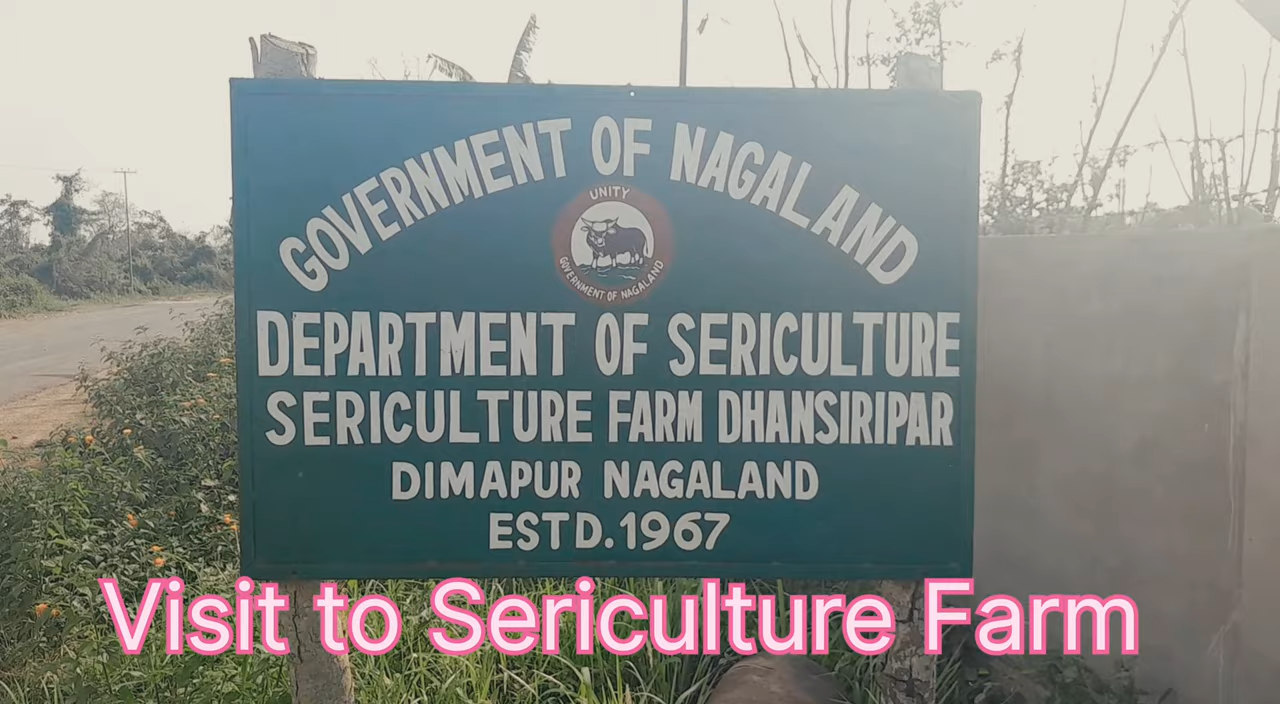 GOVERNMENT OF NAGALAND
UNITY
GOVERNMENT OF NAGALAND
DEPARTMENT OF SERICULTURE
SERICULTURE FARM DHANSIRIPAR
DIMAPUR NAGALAND
ESTD.1967
Visit to Sericulture Farm